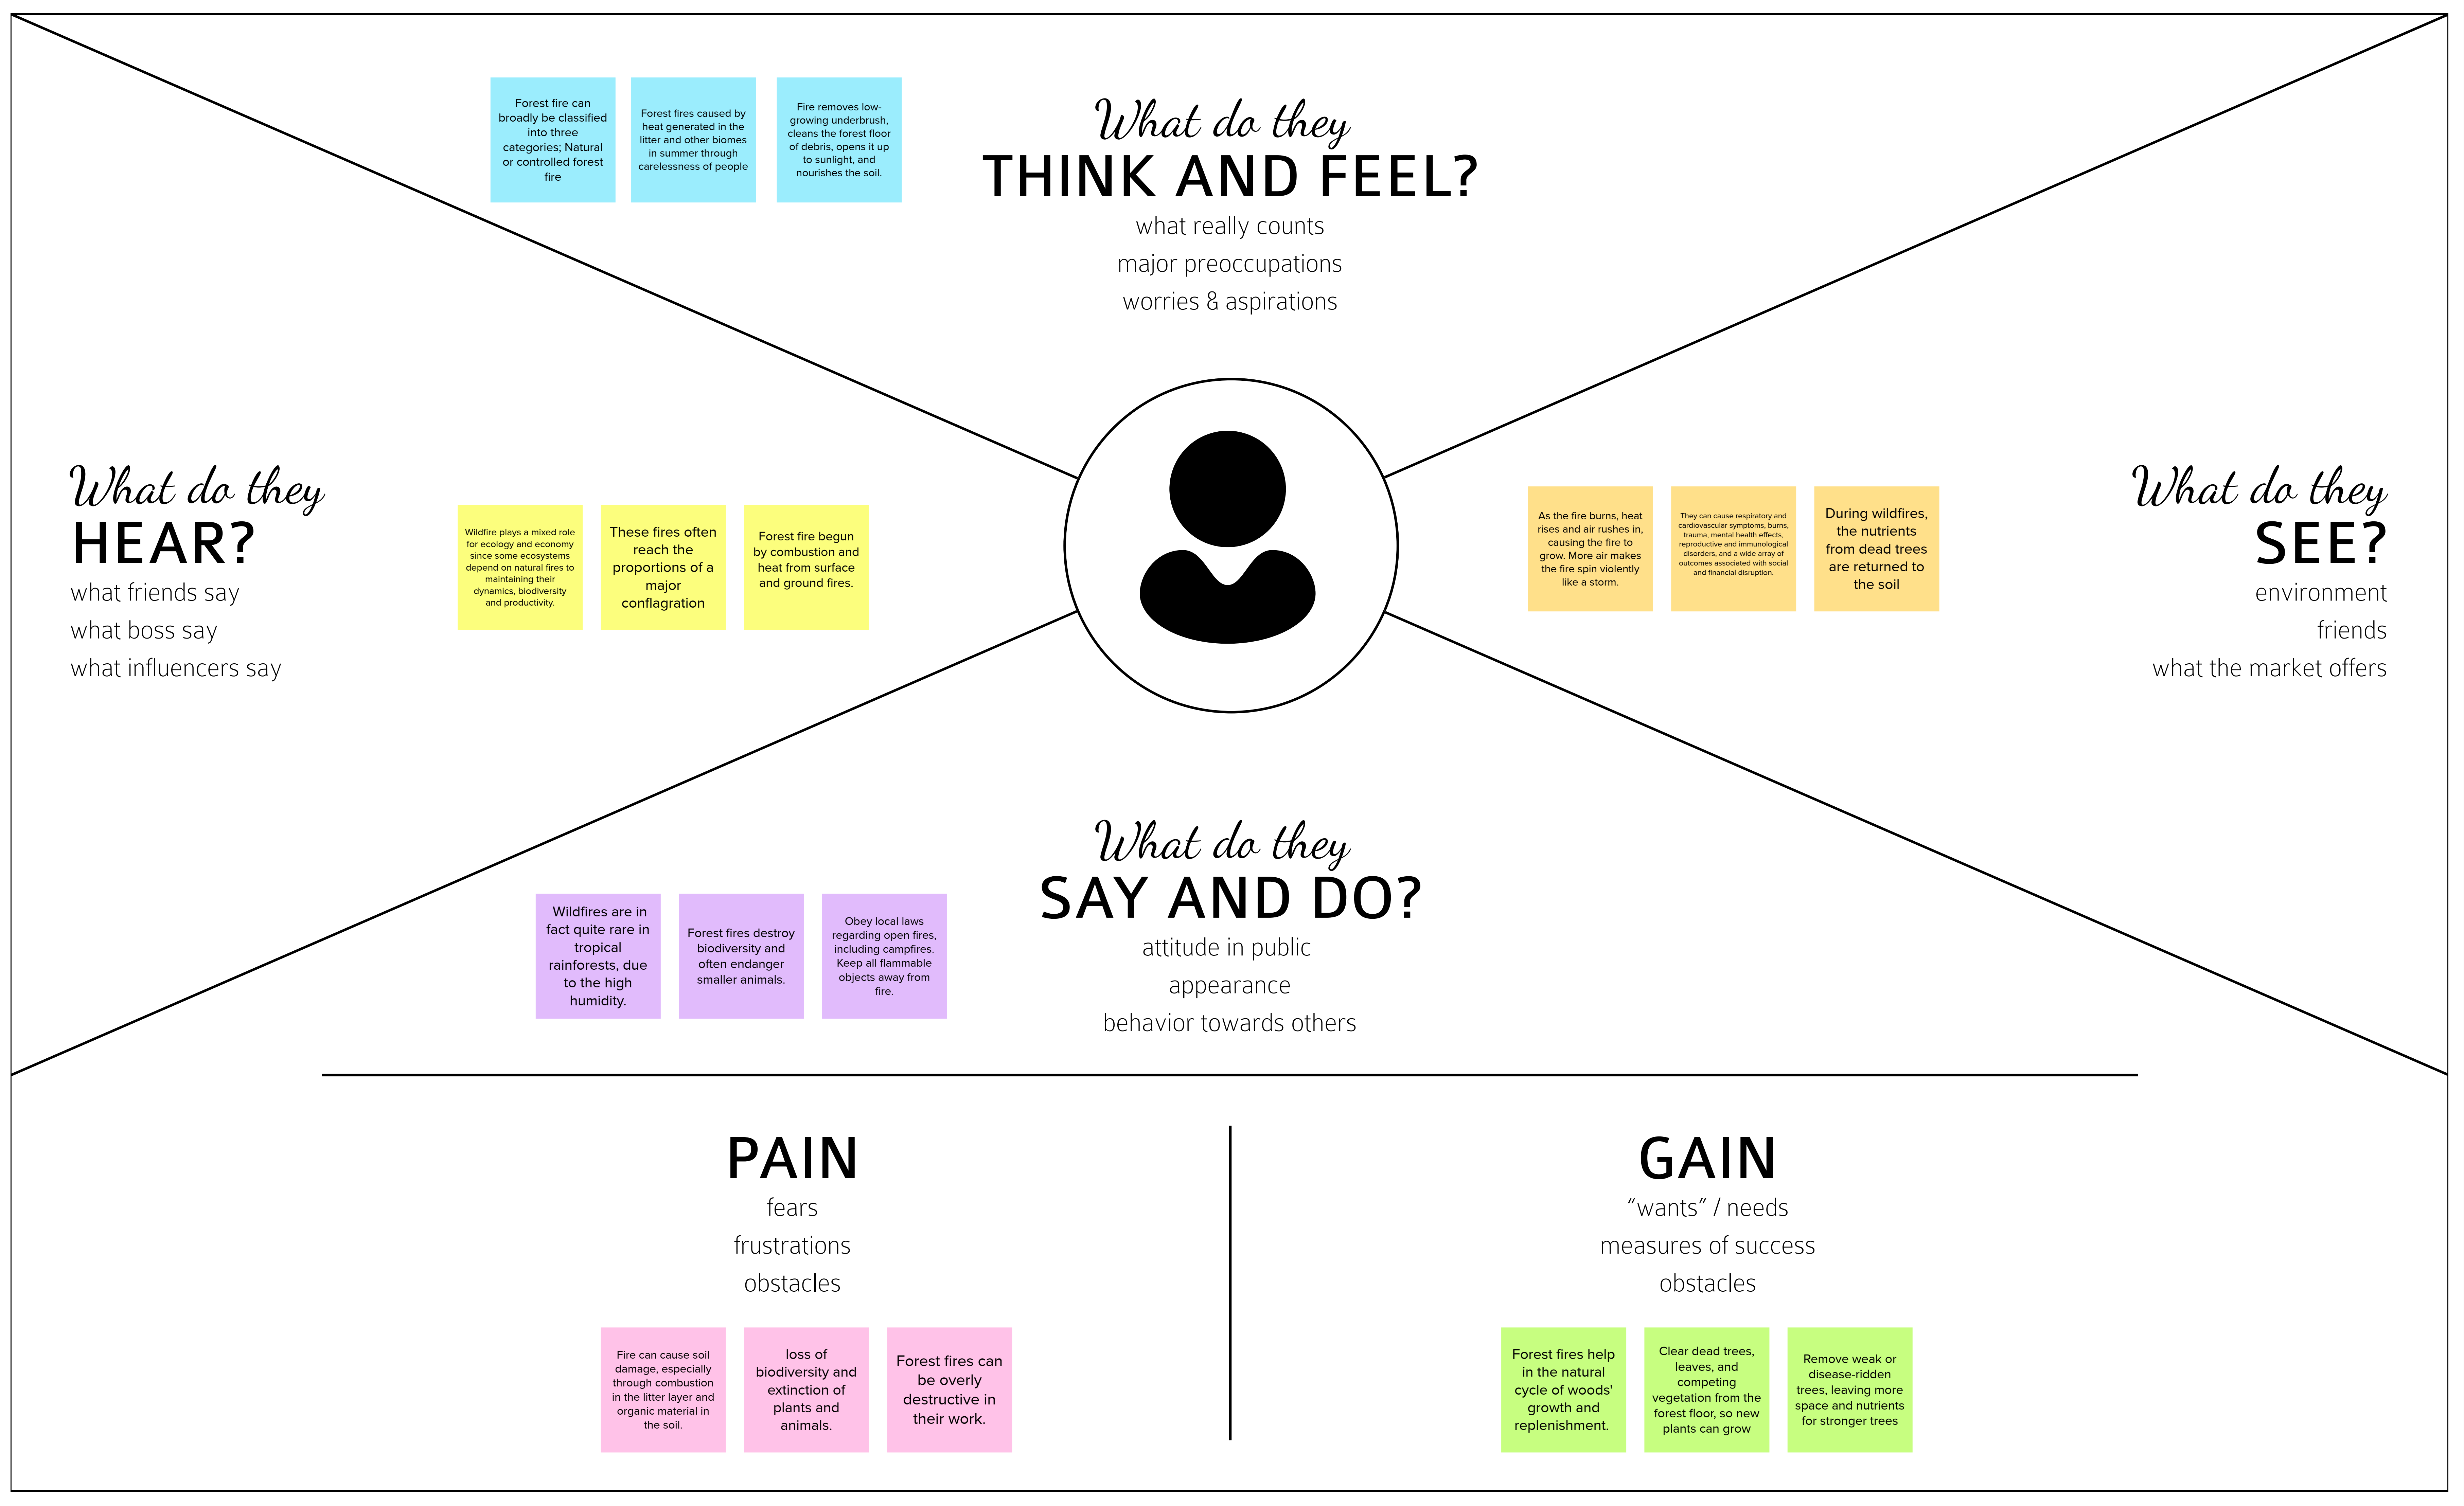 Forest fire can
broadly be classified
into three
categories; Natural
or controlled forest
fire
Forest fires caused by
heat generated in the
litter and other biomes
in summer through
carelessness of people
Fire removes low-
growing underbrush,
cleans the forest floor
of debris, opens it up
to sunlight, and
nourishes the soil.
What do they
THINK AND FEEL?
what really counts
major preoccupations
worries & aspirations
What do they
HEAR?
what friends say
what boss say
what influencers say
Wildfire plays a mixed role
for ecology and economy
since some ecosystems
depend on natural fires to
maintaining their
dynamics, biodiversity
and productivity.
These fires often
reach the
proportions of a
major
conflagration
Forest fire begun
by combustion and
heat from surface
and ground fires.
As the fire burns, heat
rises and air rushes in,
causing the fire to
grow. More air makes
the fire spin violently
like a storm.
They can cause respiratory and
cardiovascular symptoms, burns,
trauma, mental health effects,
reproductive and immunological
disorders, and a wide array of
outcomes associated with social
and financial disruption.
During wildfires,
the nutrients
from dead trees
are returned to
the soil
What do they
SEE?
environment
friends
what the market offers
Wildfires are in
fact quite rare in
tropical
rainforests, due
to the high
humidity.
Forest fires destroy
biodiversity and
often endanger
smaller animals.
Obey local laws
regarding open fires,
including campfires.
Keep all flammable
objects away from
fire.
What do they
SAY AND DO?
attitude in public
appearance
behavior towards others
PAIN
fears
frustrations
obstacles
Fire can cause soil
damage, especially
through combustion
in the litter layer and
organic material in
the soil.
loss of
biodiversity and
extinction of
plants and
animals.
Forest fires can
be overly
destructive in
their work.
GAIN
“wants” / needs
measures of success
obstacles
Forest fires help
in the natural
cycle of woods'
growth and
replenishment.
Clear dead trees,
leaves, and
competing
vegetation from the
forest floor, so new
plants can grow
Remove weak or
disease-ridden
trees, leaving more
space and nutrients
for stronger trees